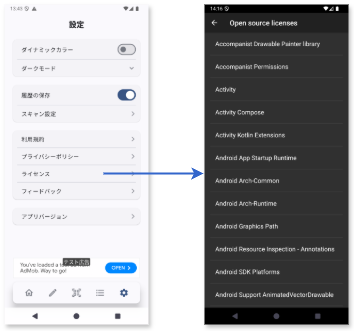 13:45
設定
ダイナミックカラー
ダークモード
履歴の保存
スキャン設定
利用規約
プライバシーポリシー
ライセンス
フィードバック
アプリバージョン
テスト広告
You've loaded a
AdMob. Way to go!
OPEN >
14:16
Open source licenses
Accompanist Drawable Painter library
Accompanist Permissions
Activity
Activity Compose
Activity Kotlin Extensions
Android App Startup Runtime
Android Arch-Common
Android Arch-Runtime
Android Graphics Path
Android Resource Inspection - Annotations
Android SDK Platforms
Android Support AnimatedVectorDrawable